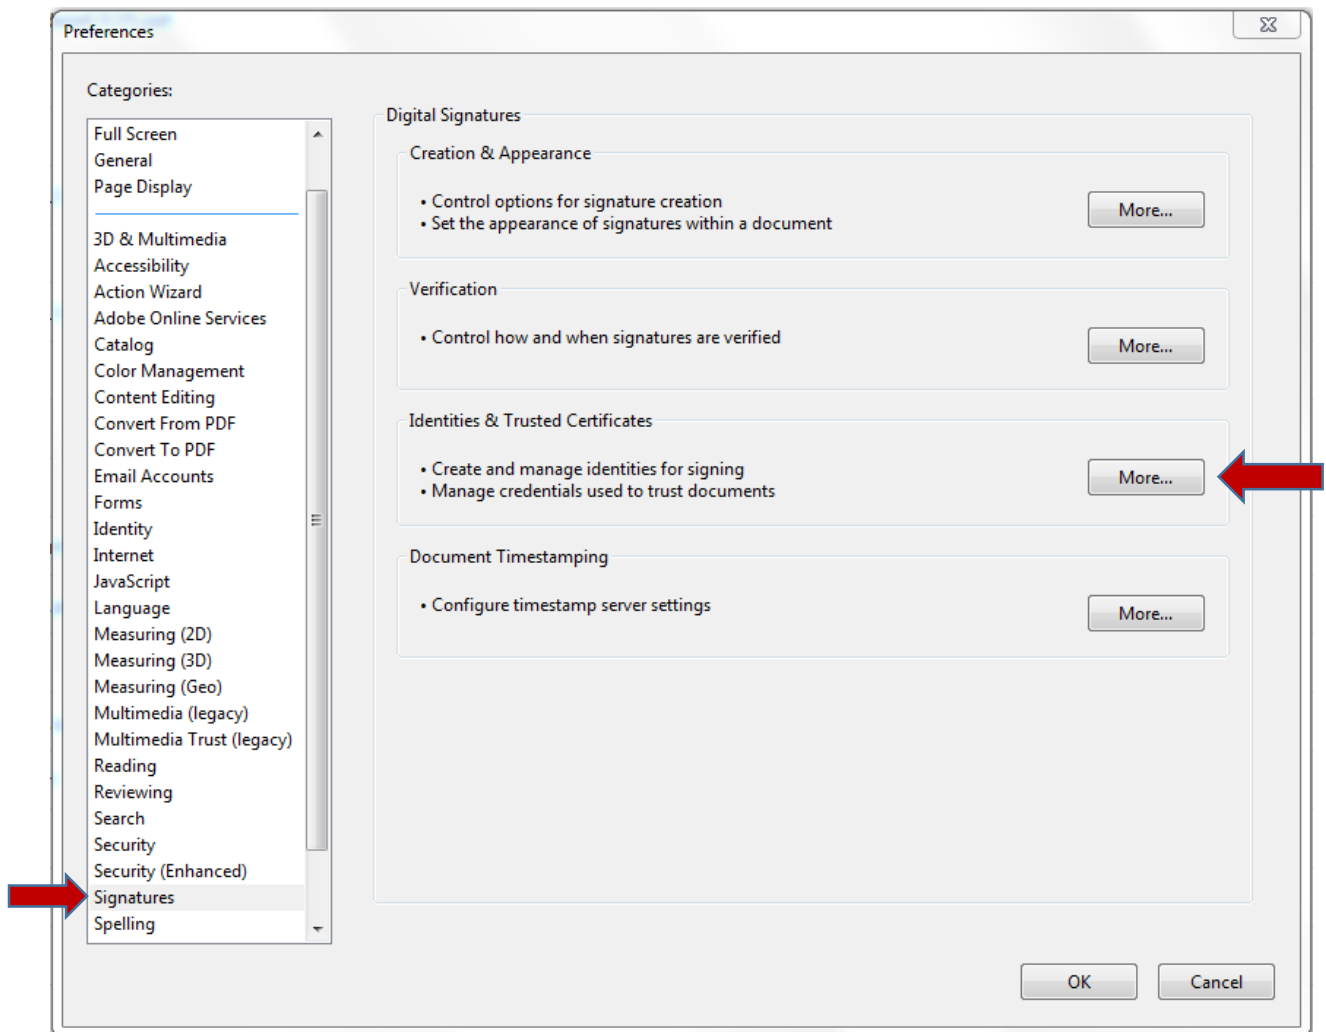 Preferences
Categories:
Full Screen
General
Page Display
3D & Multimedia
Accessibility
Action Wizard
Adobe Online Services
Catalog
Color Management
Content Editing
Convert From PDF
Convert To PDF
Email Accounts
Forms
Identity
Internet
JavaScript
Language
Measuring (2D)
Measuring (3D)
Measuring (Geo)
Multimedia (legacy)
Multimedia Trust (legacy)
Reading
Reviewing
Search
Security
Security (Enhanced)
Signatures
Spelling
Digital Signatures
Creation & Appearance
• Control options for signature creation
• Set the appearance of signatures within a document
More...
Verification
• Control how and when signatures are verified
More...
Identities & Trusted Certificates
• Create and manage identities for signing
• Manage credentials used to trust documents
More...
Document Timestamping
• Configure timestamp server settings
More...
OK
Cancel